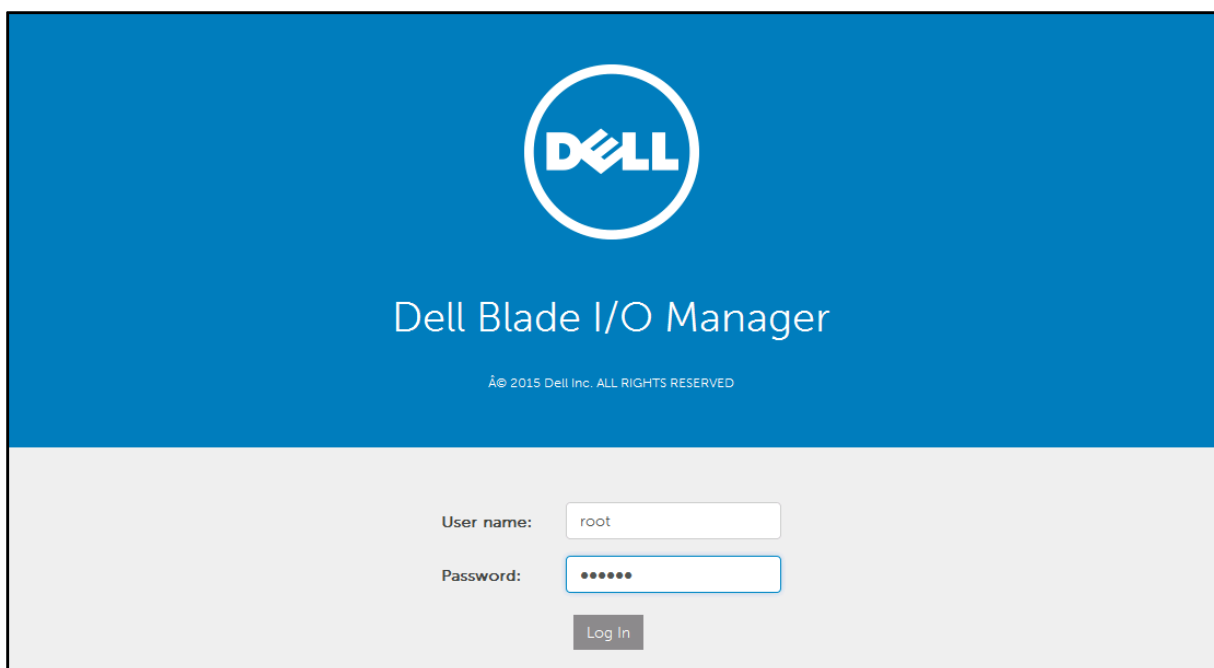 DELL
Dell Blade I/O Manager
Â© 2015 Dell Inc. ALL RIGHTS RESERVED
User name: root
Password: ••••••
Log In